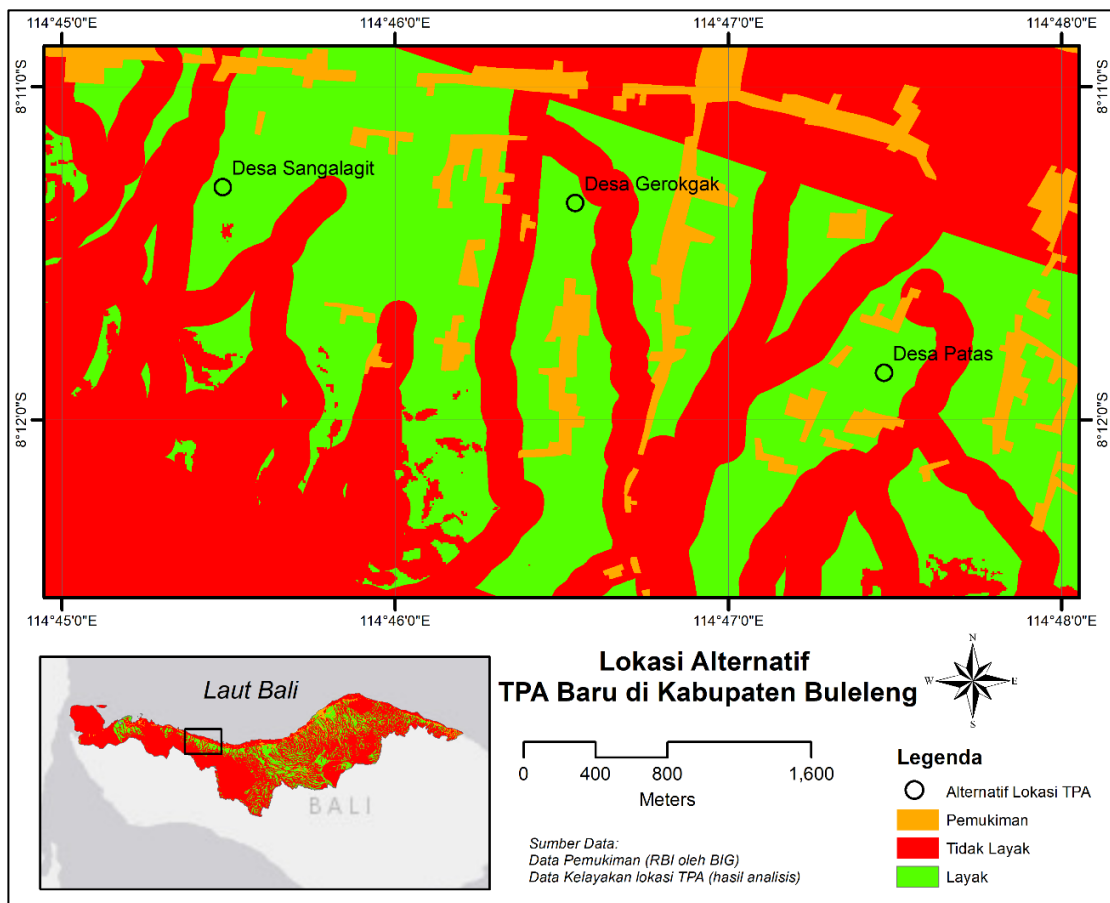 114°45'0"E 114°46'0"E 114°47'0"E 114°48'0"E
8°11'0"S 8°11'0"S
Desa Sangalagit
Desa Gerokgak
Desa Patas
8°12'0"S 8°12'0"S
114°45'0"E 114°46'0"E 114°47'0"E 114°48'0"E
Laut Bali
BALI
Lokasi Alternatif
TPA Baru di Kabupaten Buleleng
N
W E
S
0 400 800 1,600
Meters
Sumber Data:
Data Pemukiman (RBI oleh BIG)
Data Kelayakan lokasi TPA (hasil analisis)
Legenda
Alternatif Lokasi TPA
Pemukiman
Tidak Layak
Layak